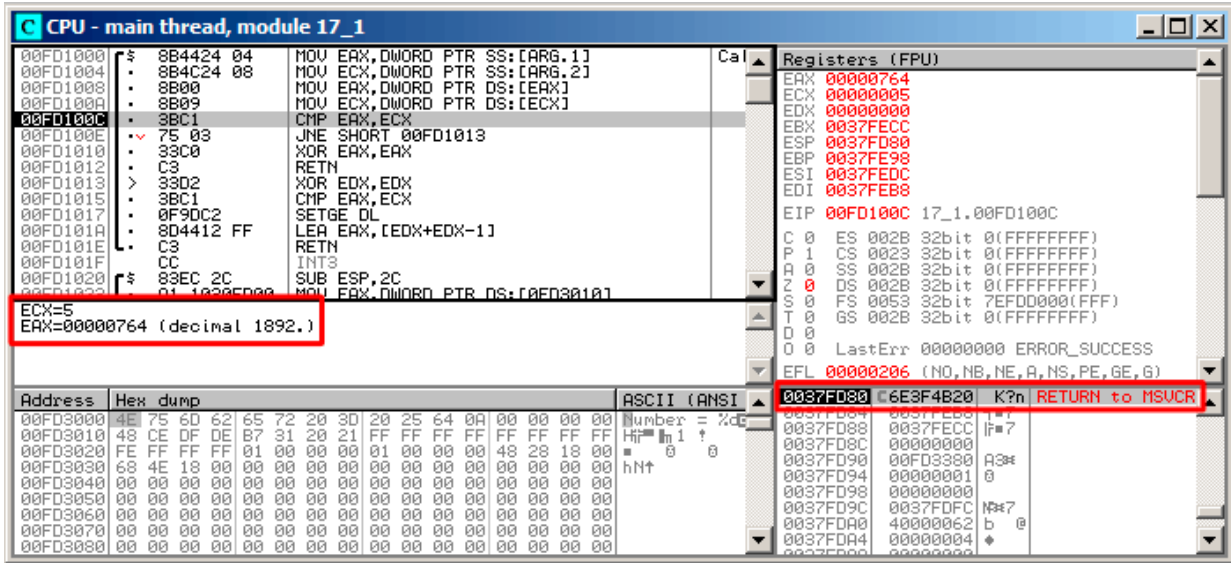 C CPU - main thread, module 17_1
00FD1000 $ 8B4424 04 MOV EAX,DWORD PTR SS:[ARG.1] Cal
00FD1004 . 8B4C24 08 MOV ECX,DWORD PTR SS:[ARG.2]
00FD1008 . 8B00 MOV EAX,DWORD PTR DS:[EAX]
00FD100A . 8B09 MOV ECX,DWORD PTR DS:[ECX]
00FD100C . 3BC1 CMP EAX,ECX
00FD100E . 75 03 JNE SHORT 00FD1013
00FD1010 . 33C0 XOR EAX,EAX
00FD1012 . C3 RETN
00FD1013 > 33D2 XOR EDX,EDX
00FD1015 . 3BC1 CMP EAX,ECX
00FD1017 . 0F9DC2 SETGE DL
00FD101A . 8D4412 FF LEA EAX,[EDX+EDX-1]
00FD101E . C3 RETN
00FD101F CC INT3
00FD1020 $ 83EC 2C SUB ESP,2C
00FD1023 . A1 1030FD00 MOV EAX,DWORD PTR DS:[0FD3010]
ECX=5
EAX=00000764 (decimal 1892.)
Registers (FPU)
EAX 00000764
ECX 00000005
EDX 00000000
EBX 0037FECC
ESP 0037FD80
EBP 0037FE98
ESI 0037FEDC
EDI 0037FEB8
EIP 00FD100C 17_1.00FD100C
C 0 ES 002B 32bit 0(FFFFFFFF)
P 1 CS 0023 32bit 0(FFFFFFFF)
A 0 SS 002B 32bit 0(FFFFFFFF)
Z 0 DS 002B 32bit 0(FFFFFFFF)
S 0 FS 0053 32bit 7EFDD000(FFF)
T 0 GS 002B 32bit 0(FFFFFFFF)
D 0
O 0 LastErr 00000000 ERROR_SUCCESS
EFL 00000206 (NO,NB,NE,A,NS,PE,GE,G)
Address Hex dump ASCII (ANSI
00FD3000 4E 75 6D 62 65 72 20 3D 20 25 64 0A 00 00 00 00 Number = %d
00FD3010 48 CE DF DE B7 31 20 21 FF FF FF FF FF FF FF FF
00FD3020 FE FF FF FF 01 00 00 00 01 00 00 00 48 28 18 00
00FD3030 68 4E 18 00 00 00 00 00 00 00 00 00 00 00 00 00 hN↑
00FD3040 00 00 00 00 00 00 00 00 00 00 00 00 00 00 00 00
00FD3050 00 00 00 00 00 00 00 00 00 00 00 00 00 00 00 00
00FD3060 00 00 00 00 00 00 00 00 00 00 00 00 00 00 00 00
00FD3070 00 00 00 00 00 00 00 00 00 00 00 00 00 00 00 00
00FD3080 00 00 00 00 00 00 00 00 00 00 00 00 00 00 00 00
0037FD80 6E3F4B20 K?n RETURN to MSVCR
0037FD84 0037FEB8
0037FD88 0037FECC
0037FD8C 00000000
0037FD90 00FD3380
0037FD94 00000001
0037FD98 00000000
0037FD9C 0037FDFC
0037FDA0 40000062 b @
0037FDA4 00000004 ♦